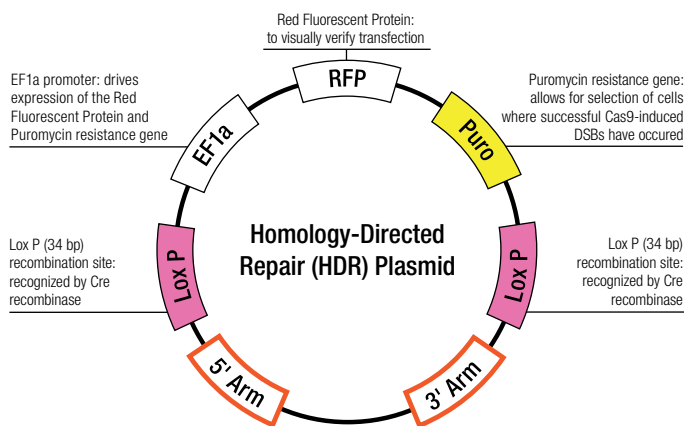 Red Fluorescent Protein:
to visually verify transfection
RFP
EF1a promoter: drives
expression of the Red
Fluorescent Protein and
Puromycin resistance gene
EF1a
Puromycin resistance gene:
allows for selection of cells
where successful Cas9-induced
DSBs have occured
Puro
Homology-Directed
Repair (HDR) Plasmid
Lox P (34 bp)
recombination site:
recognized by Cre
recombinase
Lox P
Lox P
Lox P (34 bp)
recombination site:
recognized by Cre
recombinase
5' Arm
3' Arm